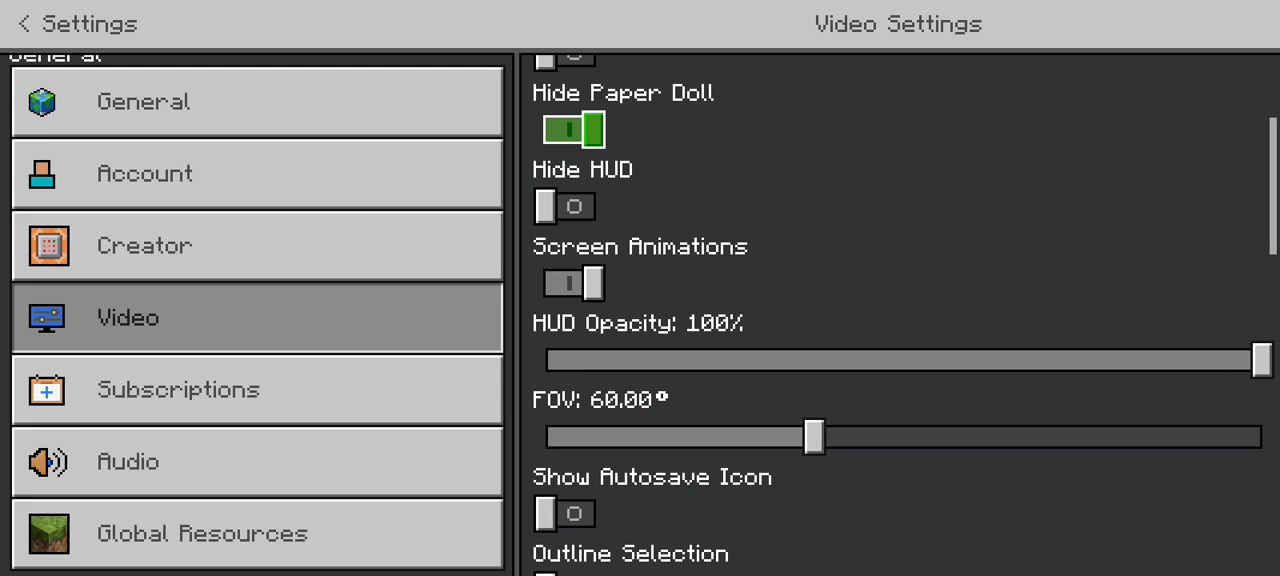 Settings
Video Settings
General
General
Account
Creator
Video
Subscriptions
Audio
Global Resources
Hide Paper Doll
Hide HUD
Screen Animations
HUD Opacity: 100%
FOV: 60.00°
Show Autosave Icon
Outline Selection